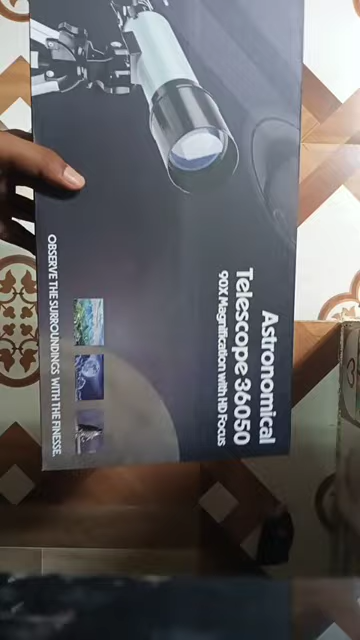 Astronomical
Telescope 36050
90X Magnification with HD Focus
OBSERVE THE SURROUNDINGS WITH THE FINESSE.